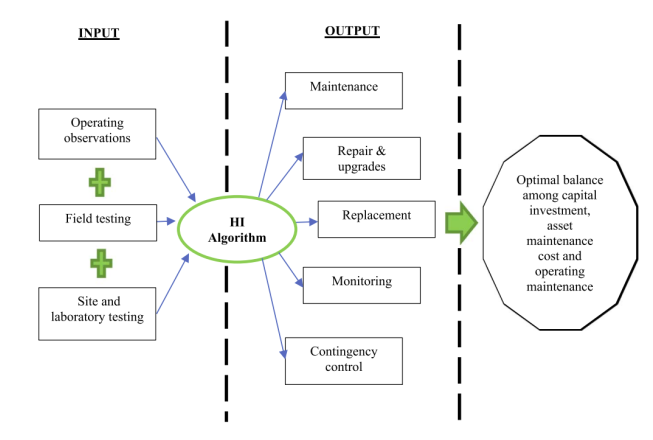 INPUT
OUTPUT
Operating
observations
Field testing
Site and
laboratory testing
HI
Algorithm
Maintenance
Repair &
upgrades
Replacement
Monitoring
Contingency
control
Optimal balance
among capital
investment,
asset
maintenance
cost and
operating
maintenance